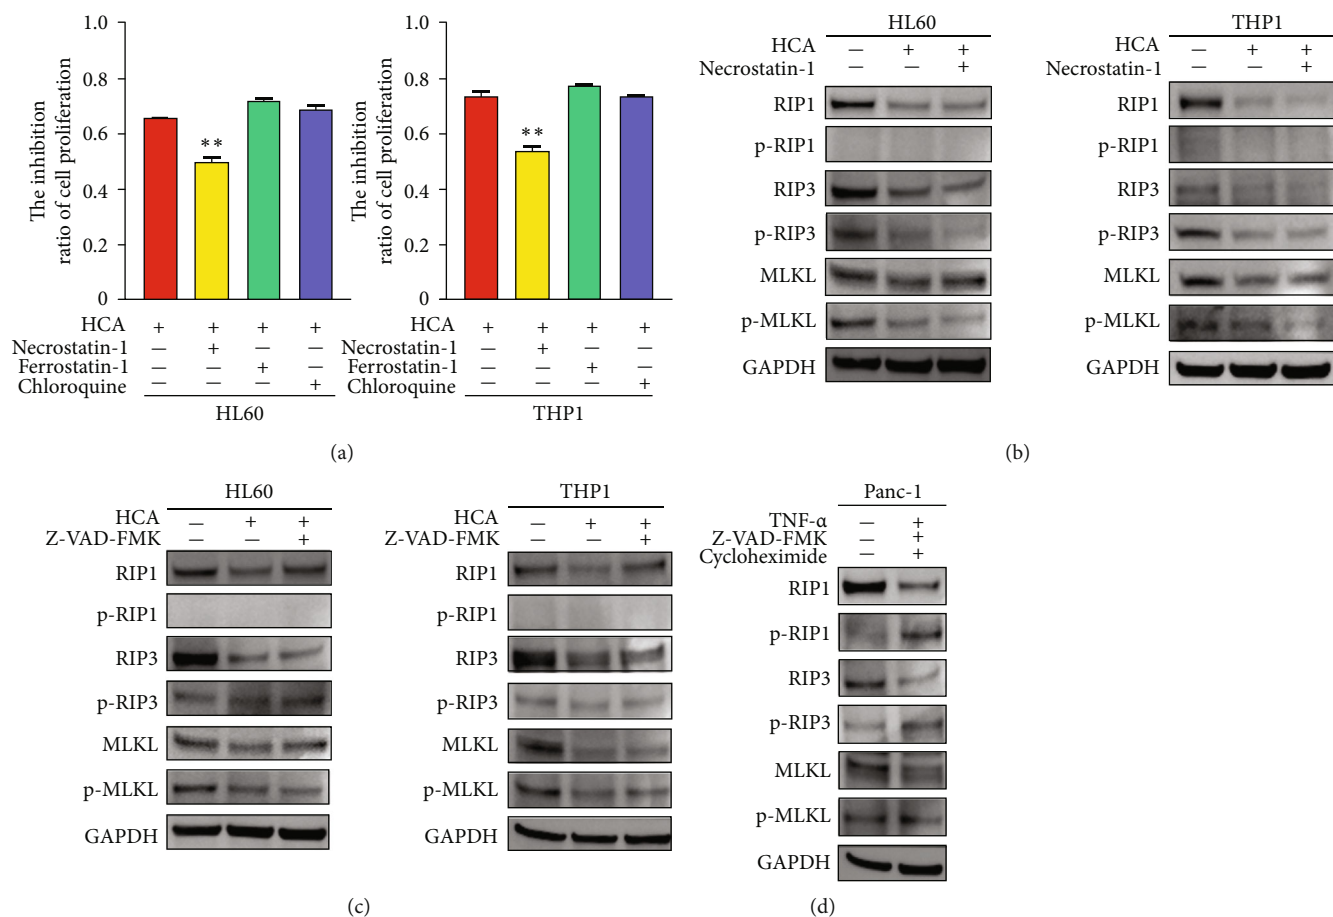 1.0
0.8
0.6
0.4
0.2
0
The inhibition
ratio of cell proliferation
**
HCA + + + +
Necrostatin-1 — + — —
Ferrostatin-1 — — + —
Chloroquine — — — +
HL60
1.0
0.8
0.6
0.4
0.2
0
The inhibition
ratio of cell proliferation
**
HCA + + + +
Necrostatin-1 — + — —
Ferrostatin-1 — — + —
Chloroquine — — — +
THP1
(a)
HL60
HCA — + +
Necrostatin-1 — — +
RIP1
p-RIP1
RIP3
p-RIP3
MLKL
p-MLKL
GAPDH
THP1
HCA — + +
Necrostatin-1 — — +
RIP1
p-RIP1
RIP3
p-RIP3
MLKL
p-MLKL
GAPDH
(b)
HL60
HCA — + +
Z-VAD-FMK — — +
RIP1
p-RIP1
RIP3
p-RIP3
MLKL
p-MLKL
GAPDH
THP1
HCA — + +
Z-VAD-FMK — — +
RIP1
p-RIP1
RIP3
p-RIP3
MLKL
p-MLKL
GAPDH
(c)
Panc-1
TNF-α — +
Z-VAD-FMK — +
Cycloheximide — +
RIP1
p-RIP1
RIP3
p-RIP3
MLKL
p-MLKL
GAPDH
(d)